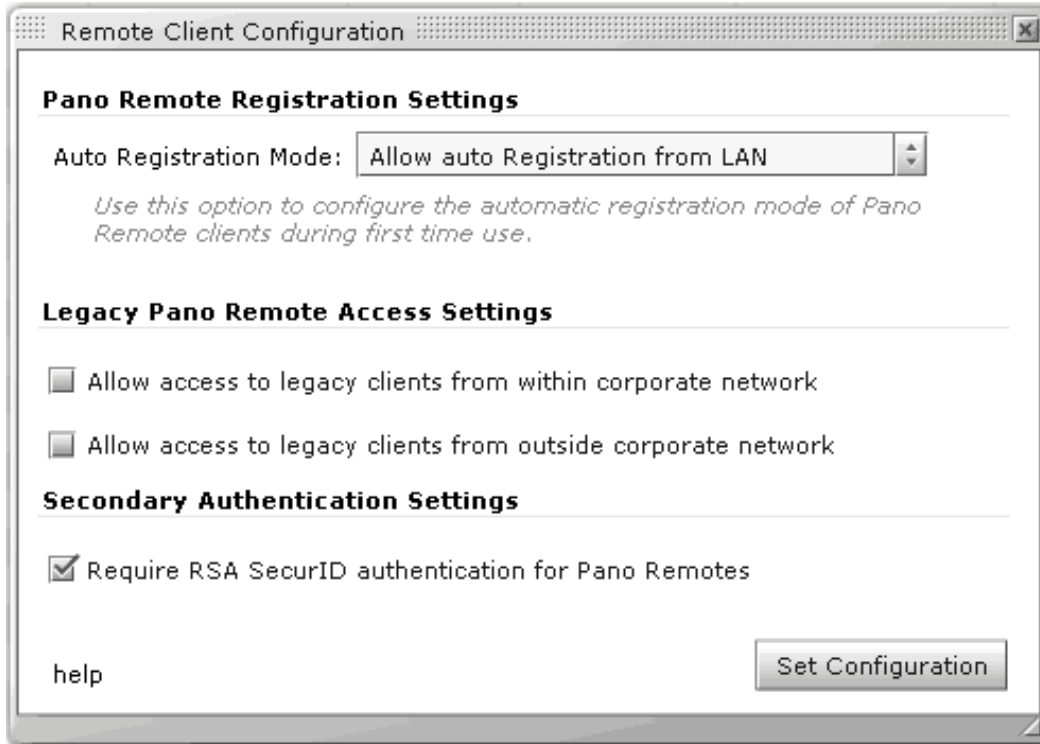 Remote Client Configuration
Pano Remote Registration Settings
Auto Registration Mode: Allow auto Registration from LAN
Use this option to configure the automatic registration mode of Pano
Remote clients during first time use.
Legacy Pano Remote Access Settings
Allow access to legacy clients from within corporate network
Allow access to legacy clients from outside corporate network
Secondary Authentication Settings
Require RSA SecurID authentication for Pano Remotes
help
Set Configuration